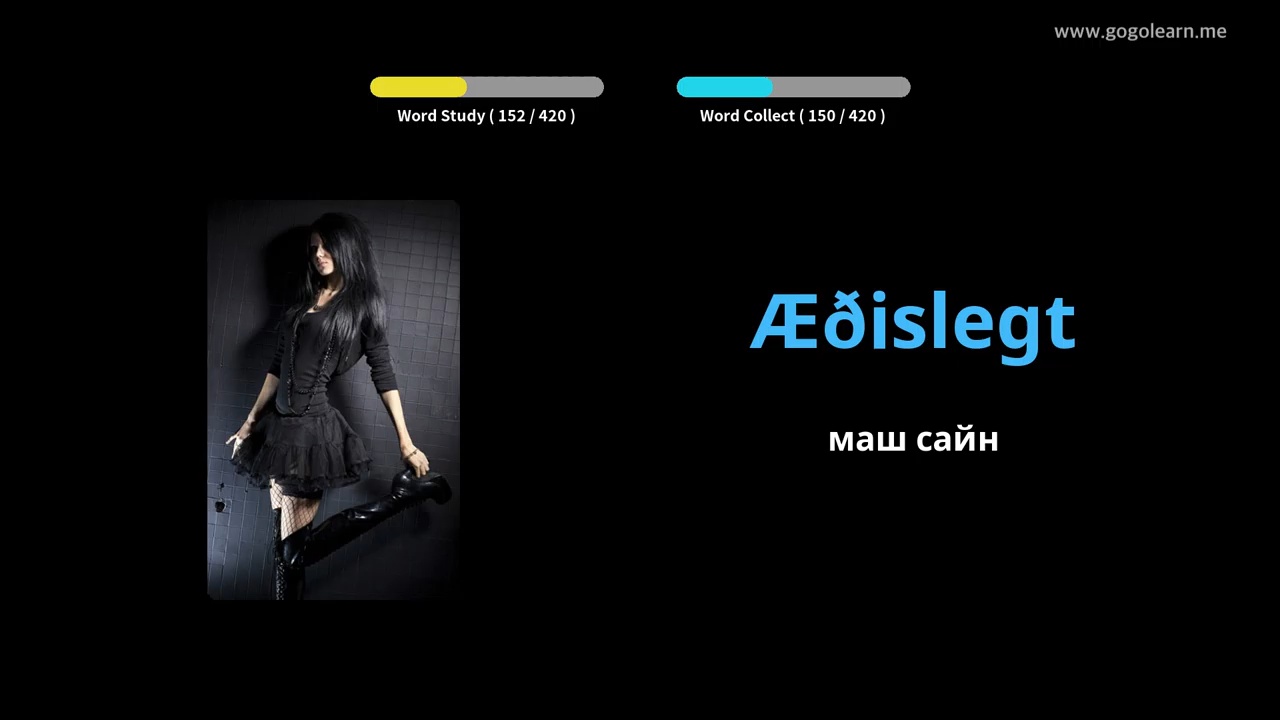 www.gogolearn.me
Word Study ( 152 / 420 )
Word Collect ( 150 / 420 )
Æðislegt
маш сайн